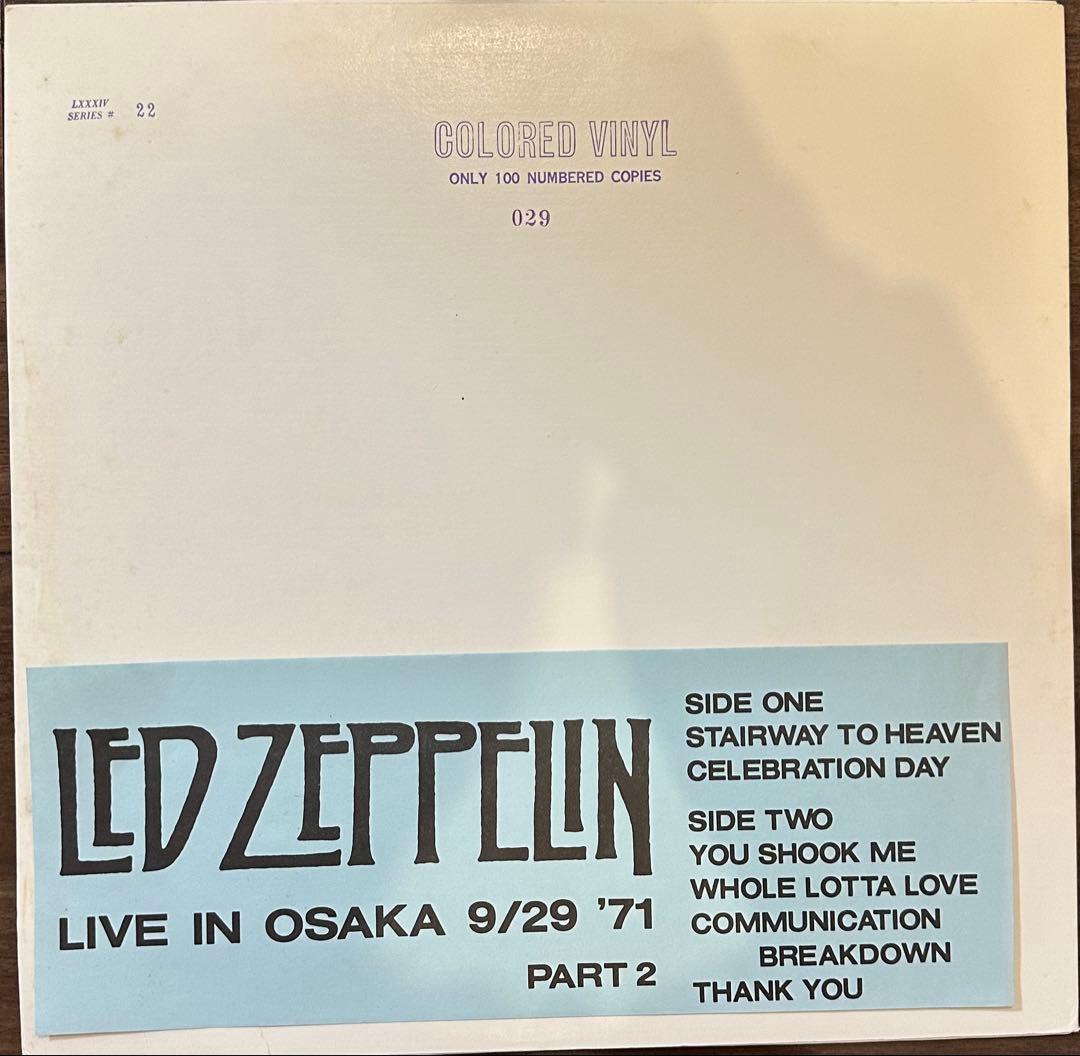 LXXXIV
SERIES # 22
COLORED VINYL
ONLY 100 NUMBERED COPIES
029
LED ZEPPELIN
LIVE IN OSAKA 9/29 '71
PART 2
SIDE ONE
STAIRWAY TO HEAVEN
CELEBRATION DAY
SIDE TWO
YOU SHOOK ME
WHOLE LOTTA LOVE
COMMUNICATION
BREAKDOWN
THANK YOU